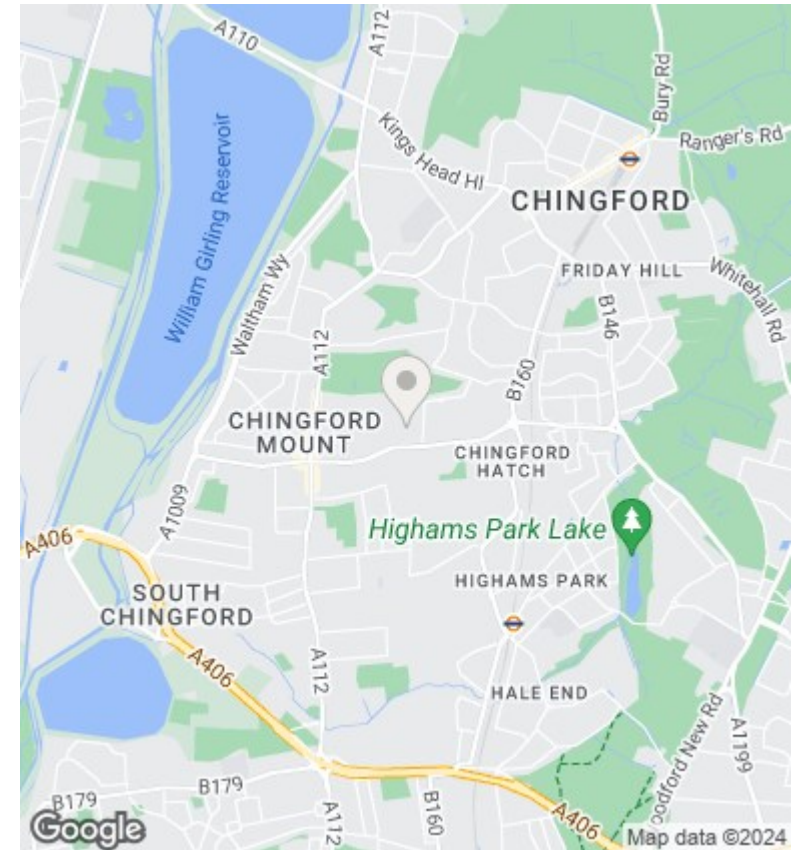 A110
A112
Bury Rd
Ranger's Rd
Kings Head Hl
CHINGFORD
William Girling Reservoir
FRIDAY HILL
Whitehall Rd
Waltham Wy
B146
A112
B160
CHINGFORD
MOUNT
CHINGFORD
HATCH
A1009
Highams Park Lake
A406
HIGHAMS PARK
SOUTH
CHINGFORD
A406
A112
HALE END
New Rd
A1199
B179
B179
A112
B160
A406
Google
Map data ©2024